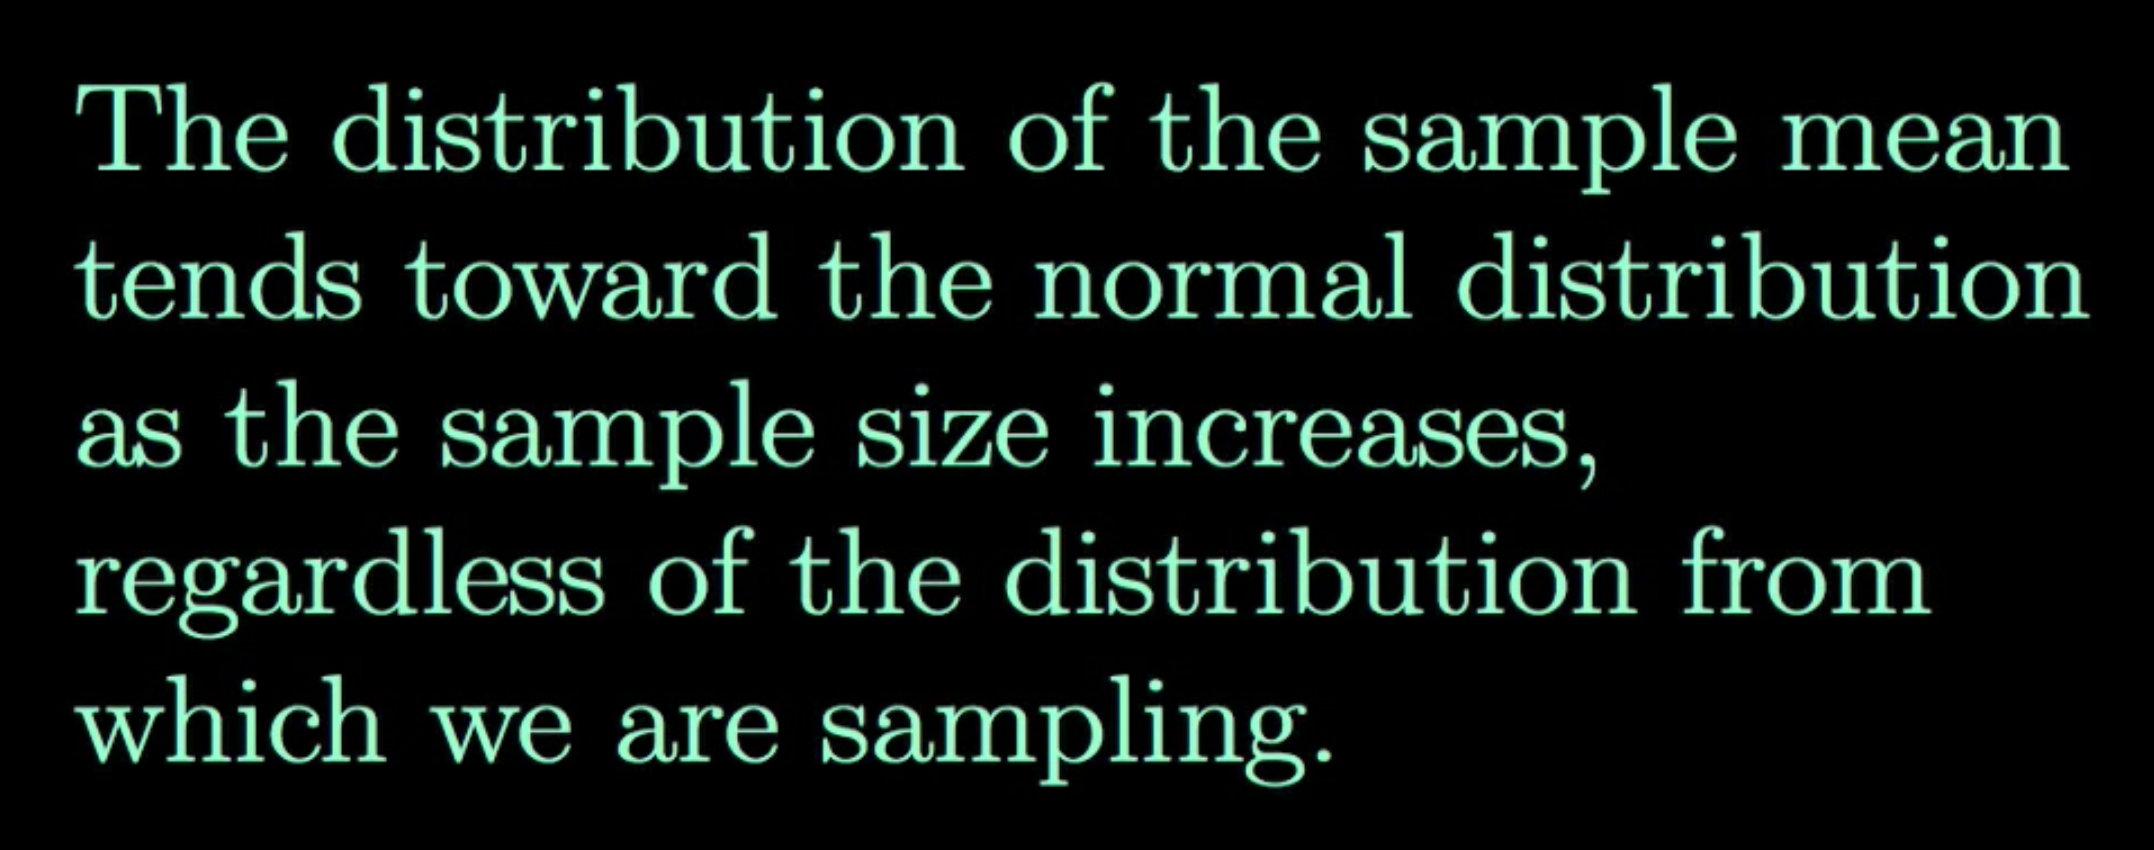 The distribution of the sample mean
tends toward the normal distribution
as the sample size increases,
regardless of the distribution from
which we are sampling.